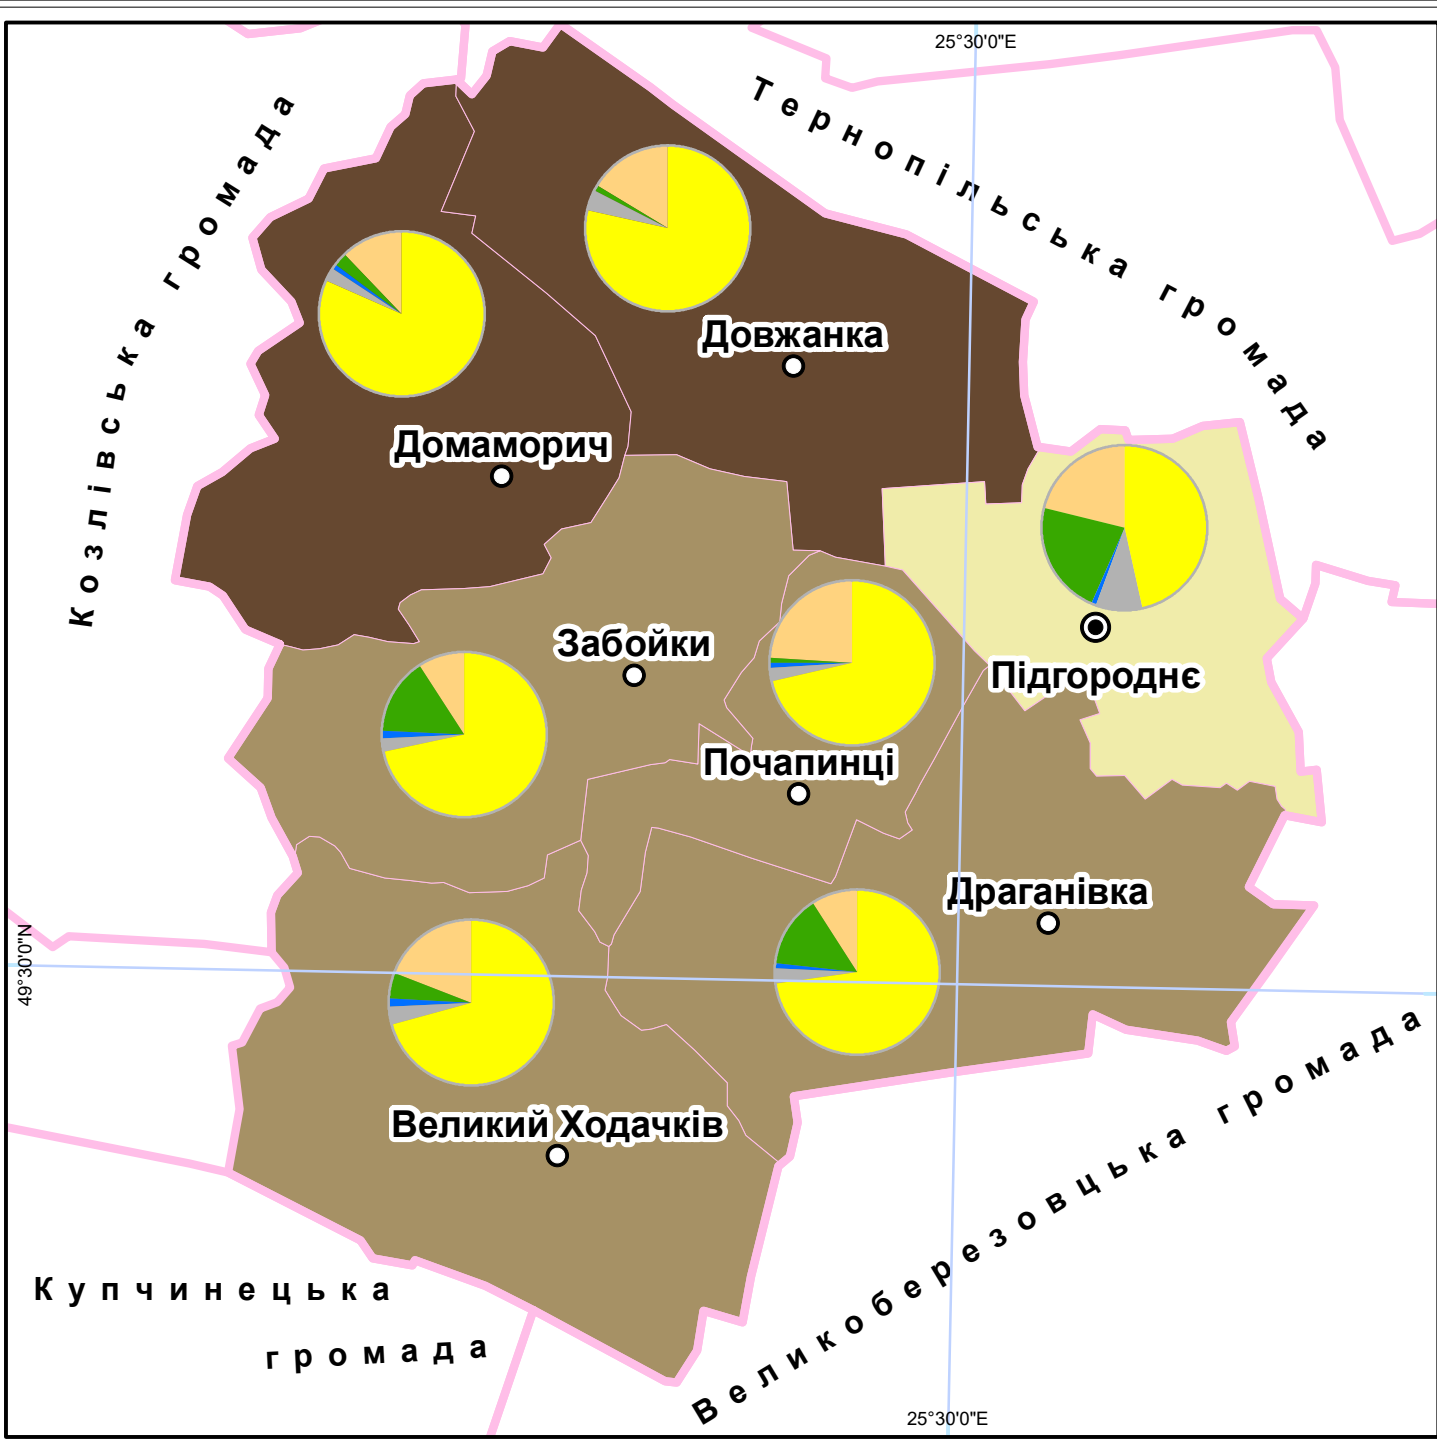 25°30'0"E
Тернопільська громада
Козлівська громада
Довжанка
Домаморич
Забойки
Підгороднє
Почапинці
Драганівка
49°30'0"N
Великий Ходачків
Великоберезовцька громада
Купчинецька
громада
25°30'0"E